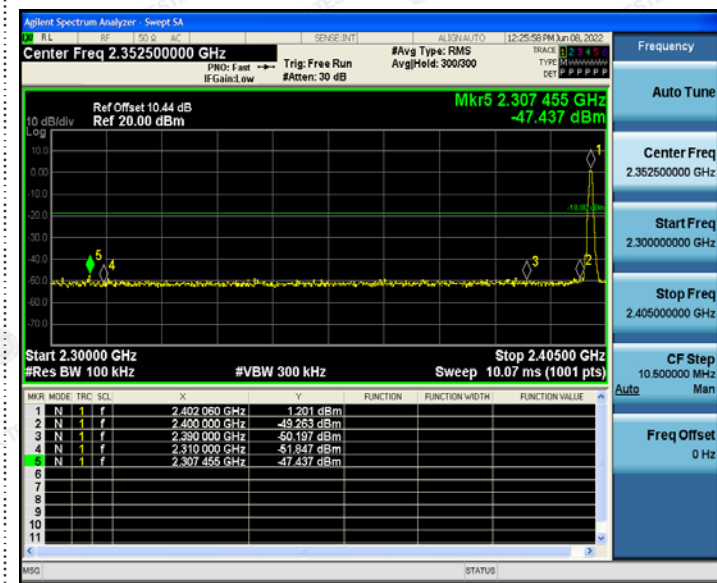 Agilent Spectrum Analyzer - Swept SA
RL RF 50 Ω AC SENSE:INT ALIGN AUTO 12:25:58 PM Jun 08, 2022
Center Freq 2.352500000 GHz
PNO: Fast
IFGain:Low
Trig: Free Run
#Atten: 30 dB
#Avg Type: RMS
Avg|Hold: 300/300
TRACE 1 2 3 4 5 6
TYPE M
DET P P P P P P
Ref Offset 10.44 dB
Ref 20.00 dBm
10 dB/div
Log
Mkr5 2.307 455 GHz
-47.437 dBm
10.0
0.00
-10.0
-20.0
-30.0
-40.0
-50.0
-60.0
-70.0
1
2
3
4
5
Start 2.30000 GHz
Stop 2.40500 GHz
#Res BW 100 kHz #VBW 300 kHz Sweep 10.07 ms (1001 pts)
MKR MODE TRC SCL X Y FUNCTION FUNCTION WIDTH FUNCTION VALUE
1 N 1 f 2.402 060 GHz 1.201 dBm
2 N 1 f 2.400 000 GHz -49.263 dBm
3 N 1 f 2.390 000 GHz -50.197 dBm
4 N 1 f 2.310 000 GHz -51.847 dBm
5 N 1 f 2.307 455 GHz -47.437 dBm
6
7
8
9
10
11
MSG STATUS
Frequency
Auto Tune
Center Freq
2.352500000 GHz
Start Freq
2.300000000 GHz
Stop Freq
2.405000000 GHz
CF Step
10.500000 MHz
Auto Man
Freq Offset
0 Hz